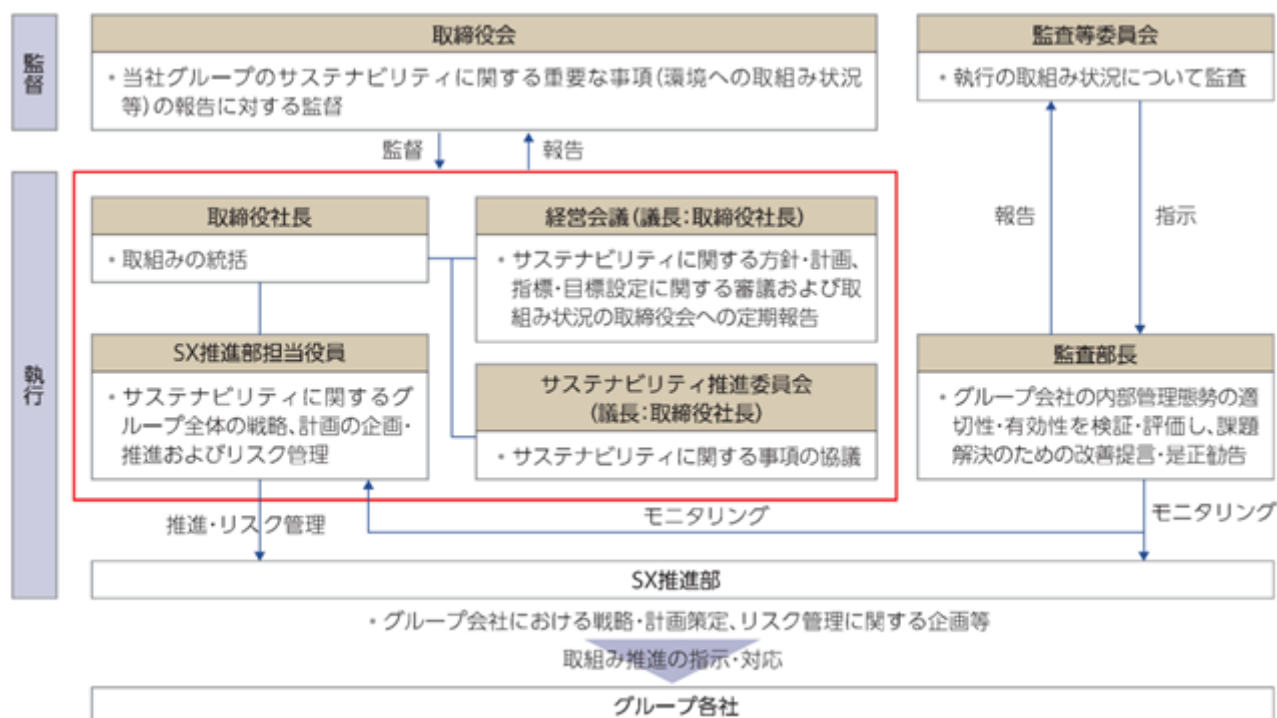 監督
取締役会
・当社グループのサステナビリティに関する重要な事項(環境への取組み状況
等)の報告に対する監督
監査等委員会
・執行の取組み状況について監査
監督
報告
執行
取締役社長
・取組みの統括
経営会議(議長:取締役社長)
・サステナビリティに関する方針・計画、
指標・目標設定に関する審議および取
組み状況の取締役会への定期報告
報告
指示
SX推進部担当役員
・サステナビリティに関するグ
ループ全体の戦略、計画の企画・
推進およびリスク管理
サステナビリティ推進委員会
(議長:取締役社長)
・サステナビリティに関する事項の協議
監査部長
・グループ会社の内部管理態勢の適
切性・有効性を検証・評価し、課題
解決のための改善提言・是正勧告
推進・リスク管理
モニタリング
モニタリング
SX推進部
・グループ会社における戦略・計画策定、リスク管理に関する企画等
取組み推進の指示・対応
グループ各社